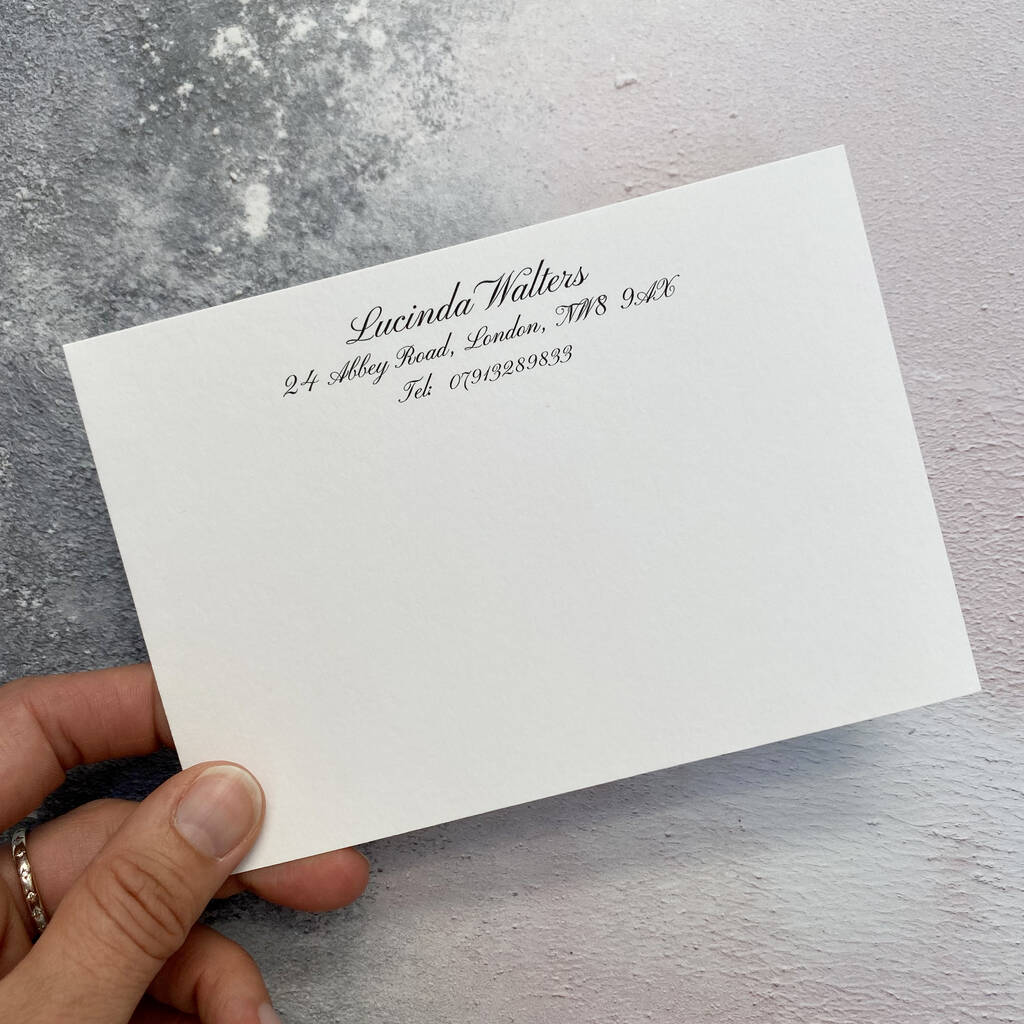 Lucinda Walters
24 Abbey Road, London, NW8 9AX
Tel: 07913289833